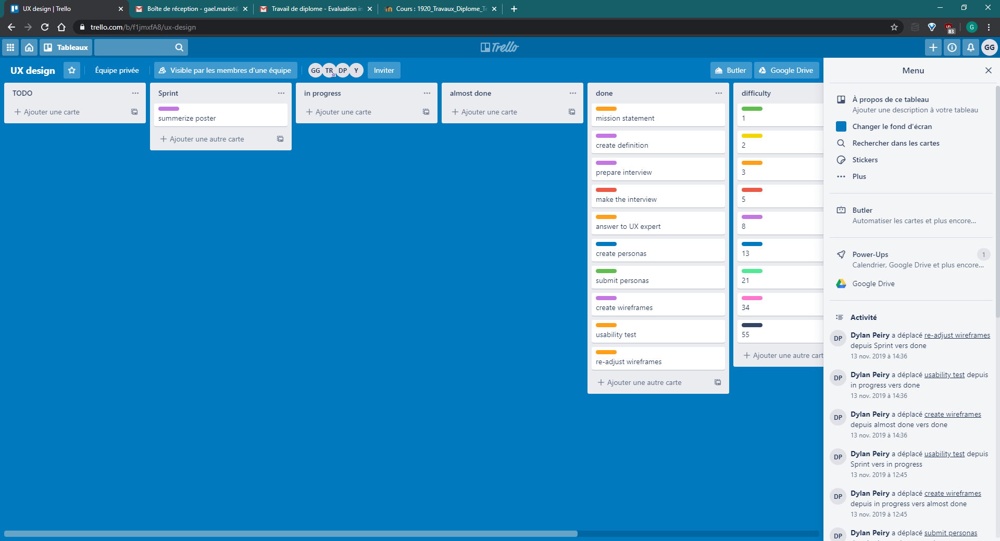 UX design | Trello
Boîte de réception - gael.mariot
Travail de diplome - Evaluation in
Cours : 1920_Travaux_Diplome_Te
trello.com/b/f1jmxfA8/ux-design
83
G
Tableaux
Trello
GG
UX design
Équipe privée
Visible par les membres d'une équipe
GG TR DP Y
Inviter
Butler
Google Drive
TODO
Ajouter une carte
Sprint
summerize poster
Ajouter une autre carte
in progress
Ajouter une carte
almost done
Ajouter une carte
done
mission statement
create definition
prepare interview
make the interview
answer to UX expert
create personas
submit personas
create wireframes
usability test
re-adjust wireframes
Ajouter une autre carte
difficulty
1
2
3
5
8
13
21
34
55
Ajouter une autre cart
Menu
À propos de ce tableau
Ajouter une description à votre tableau
Changer le fond d'écran
Rechercher dans les cartes
Stickers
Plus
Butler
Automatiser les cartes et plus encore...
Power-Ups 1
Calendrier, Google Drive et plus encore...
Google Drive
Activité
DP
Dylan Peiry a déplacé re-adjust wireframes
depuis Sprint vers done
13 nov. 2019 à 14:36
DP
Dylan Peiry a déplacé usability test depuis
in progress vers done
13 nov. 2019 à 14:36
DP
Dylan Peiry a déplacé create wireframes
depuis almost done vers done
13 nov. 2019 à 14:36
DP
Dylan Peiry a déplacé usability test depuis
Sprint vers in progress
13 nov. 2019 à 12:45
DP
Dylan Peiry a déplacé create wireframes
depuis in progress vers almost done
13 nov. 2019 à 12:45
DP
Dylan Peiry a déplacé submit personas